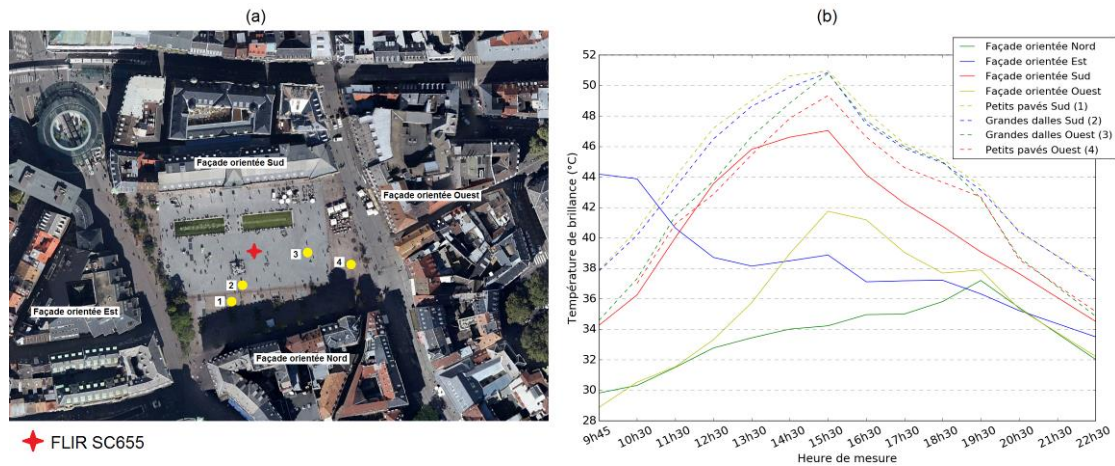 (a)
Façade orientée Sud
Façade orientée Ouest
3
4
2
1
Façade orientée Est
Façade orientée Nord
FLIR SC655
(b)
Température de brillance (°C)
52
50
48
46
44
42
40
38
36
34
32
30
28
Façade orientée Nord
Façade orientée Est
Façade orientée Sud
Façade orientée Ouest
Petits pavés Sud (1)
Grandes dalles Sud (2)
Grandes dalles Ouest (3)
Petits pavés Ouest (4)
9h45 10h30 11h30 12h30 13h30 14h30 15h30 16h30 17h30 18h30 19h30 20h30 21h30 22h30
Heure de mesure